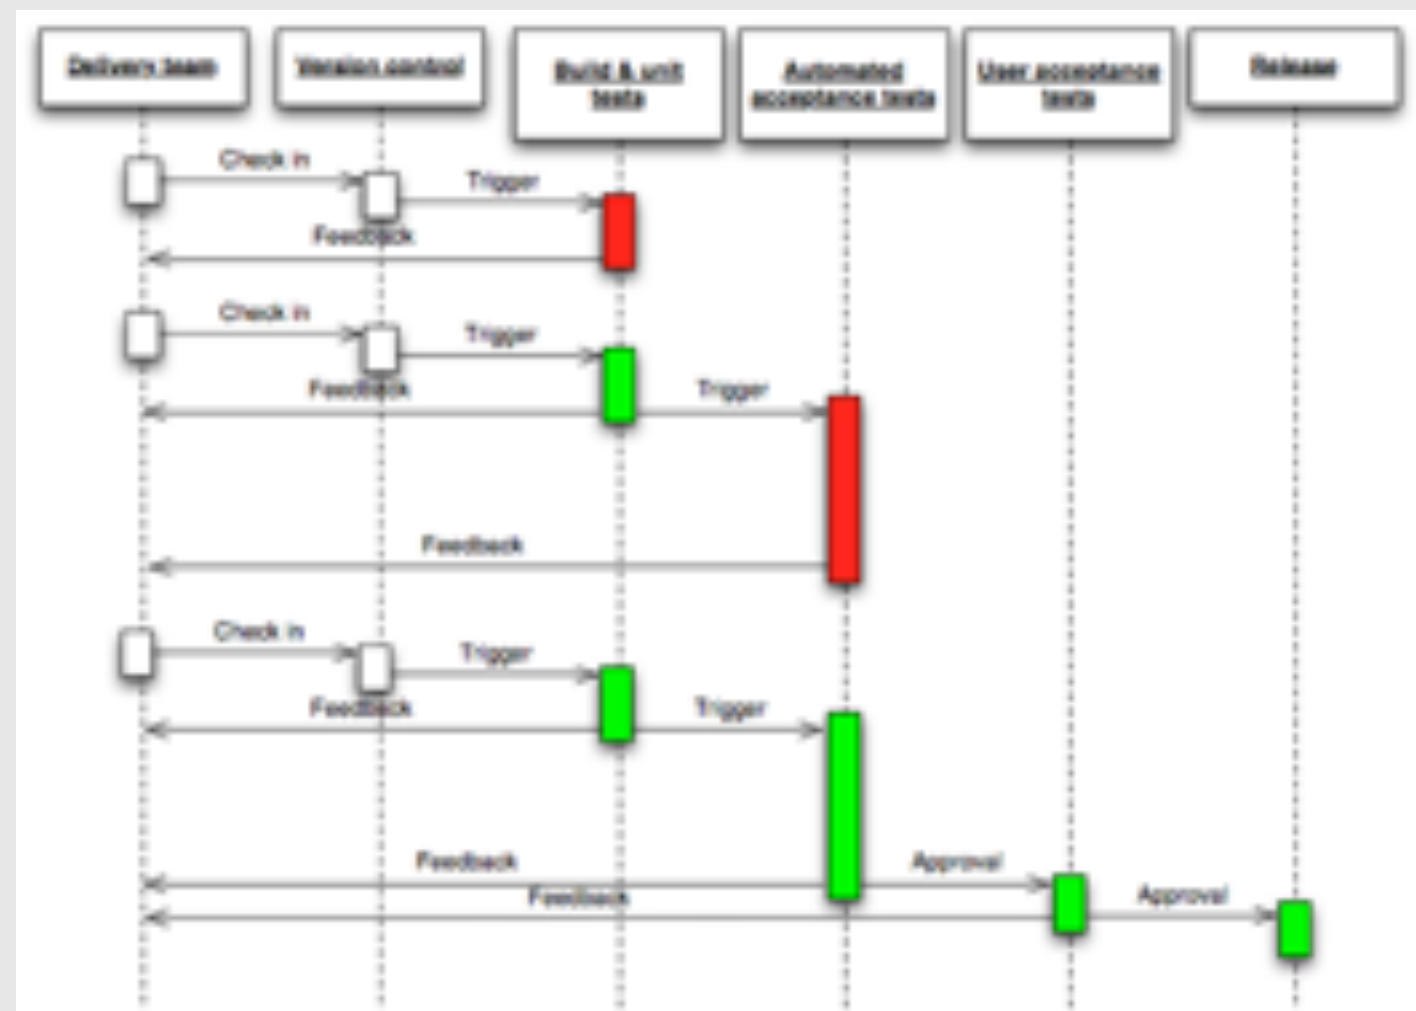 Delivery team
Version control
Build & unit
tests
Automated
acceptance tests
User acceptance
tests
Release
Check in
Trigger
Feedback
Check in
Trigger
Feedback
Trigger
Feedback
Check in
Trigger
Feedback
Trigger
Feedback
Approval
Feedback
Approval